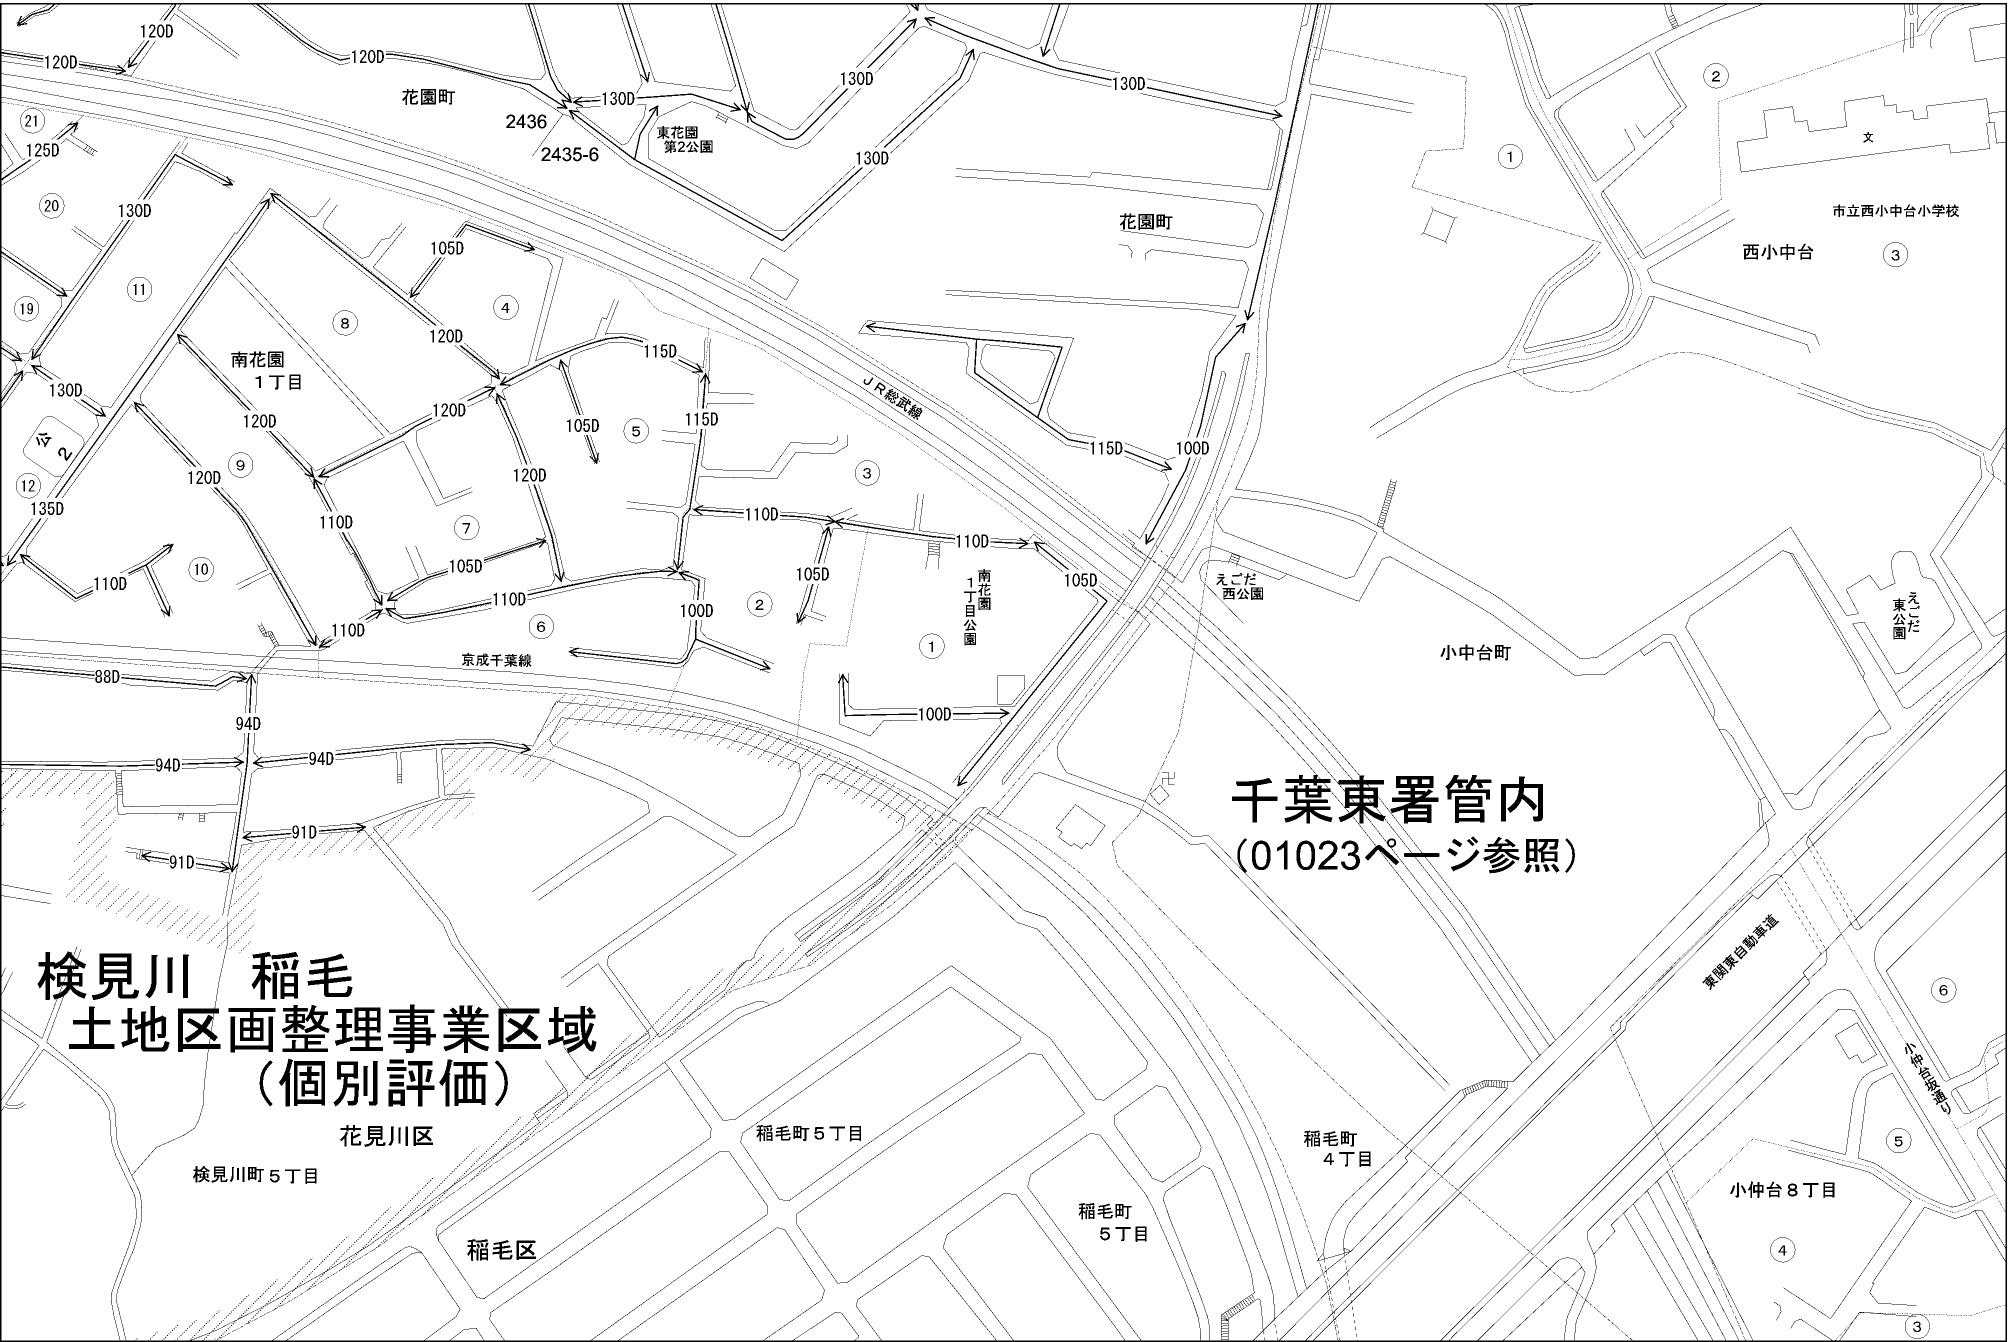 120D
120D
120D
花園町
130D
130D
130D
2436
2435-6
東花園
第2公園
130D
②
文
①
市立西小中台小学校
㉑
125D
⑳
130D
花園町
西小中台
③
105D
⑪
④
⑲
⑧
120D
南花園
1丁目
115D
JR総武線
130D
120D
120D
115D
105D
⑤
115D
100D
公
2
⑨
120D
120D
③
⑫
135D
110D
⑦
110D
110D
⑩
110D
105D
105D
105D
南花園
1丁目公園
えごだ
西公園
えごだ
東公園
110D
100D
②
110D
⑥
①
小中台町
京成千葉線
88D
94D
100D
94D
94D
千葉東署管内
(01023ページ参照)
91D
91D
検見川 稲毛
土地区画整理事業区域
(個別評価)
東関東自動車道
⑥
小仲台坂通り
花見川区
稲毛町5丁目
稲毛町
4丁目
⑤
検見川町5丁目
小仲台8丁目
稲毛町
5丁目
稲毛区
④
③